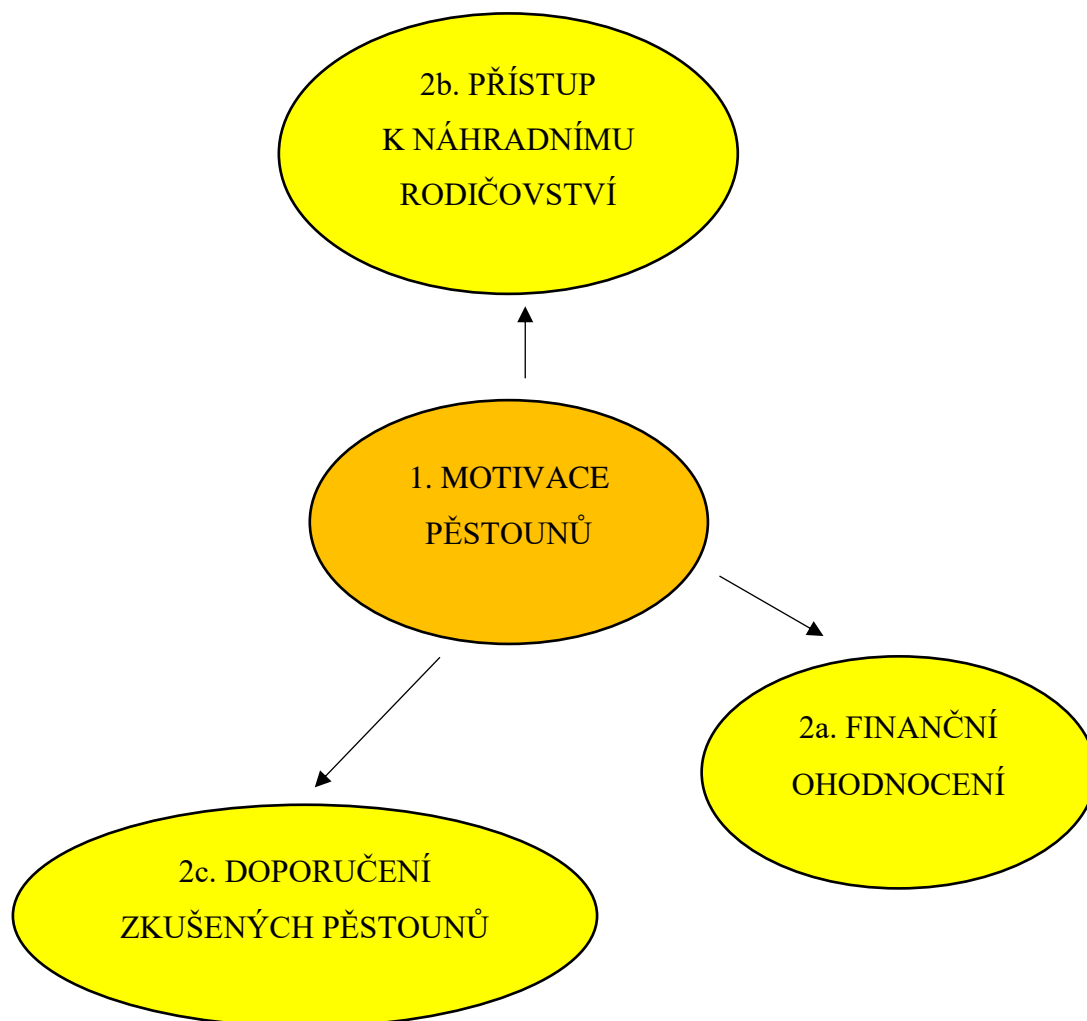 2b. PŘÍSTUP
K NÁHRADNÍMU
RODIČOVSTVÍ
1. MOTIVACE
PĚSTOUNŮ
2a. FINANČNÍ
OHODNOCENÍ
2c. DOPORUČENÍ
ZKUŠENÝCH PĚSTOUNŮ